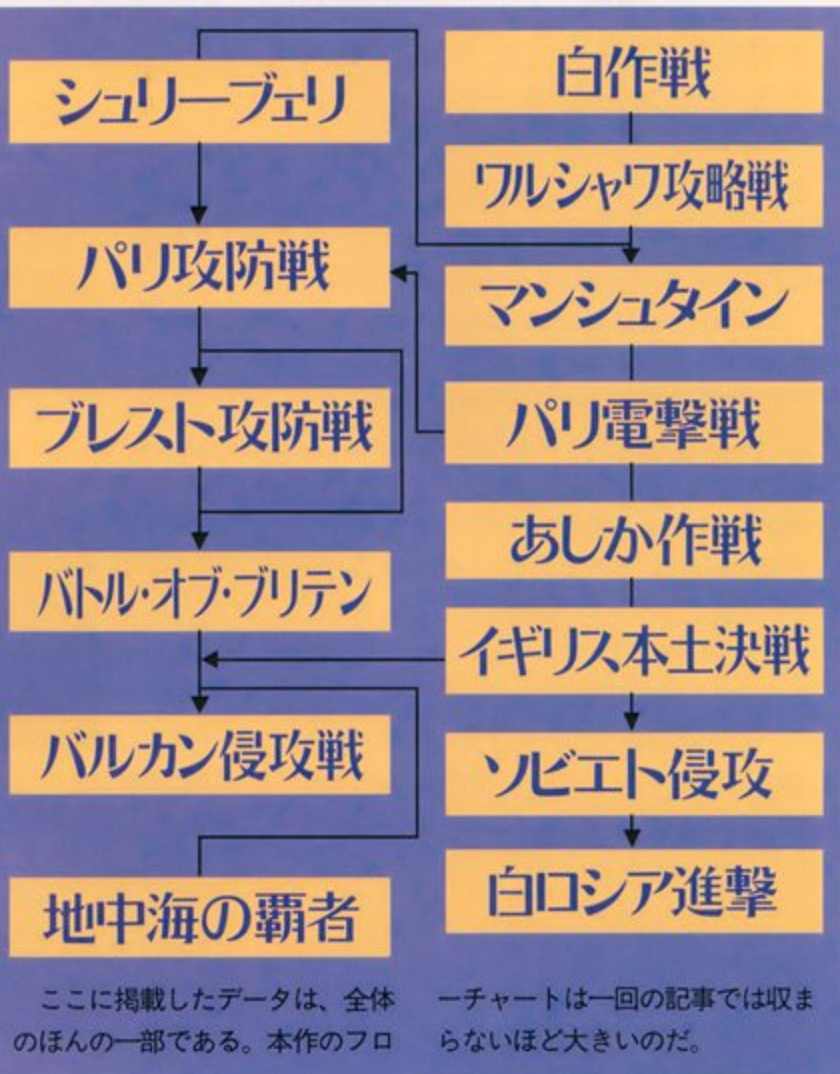 シュリーブェリ
パリ攻防戦
ブレスト攻防戦
バトル・オブ・ブリテン
バルカン侵攻戦
地中海の覇者
白作戦
ワルシャワ攻略戦
マンシュタイン
パリ電撃戦
あしか作戦
イギリス本土決戦
ソビエト侵攻
白ロシア進撃
ここに掲載したデータは、全体
のほんの一部である。本作のフロ
ーチャートは一回の記事では収ま
らないほど大きいのだ。